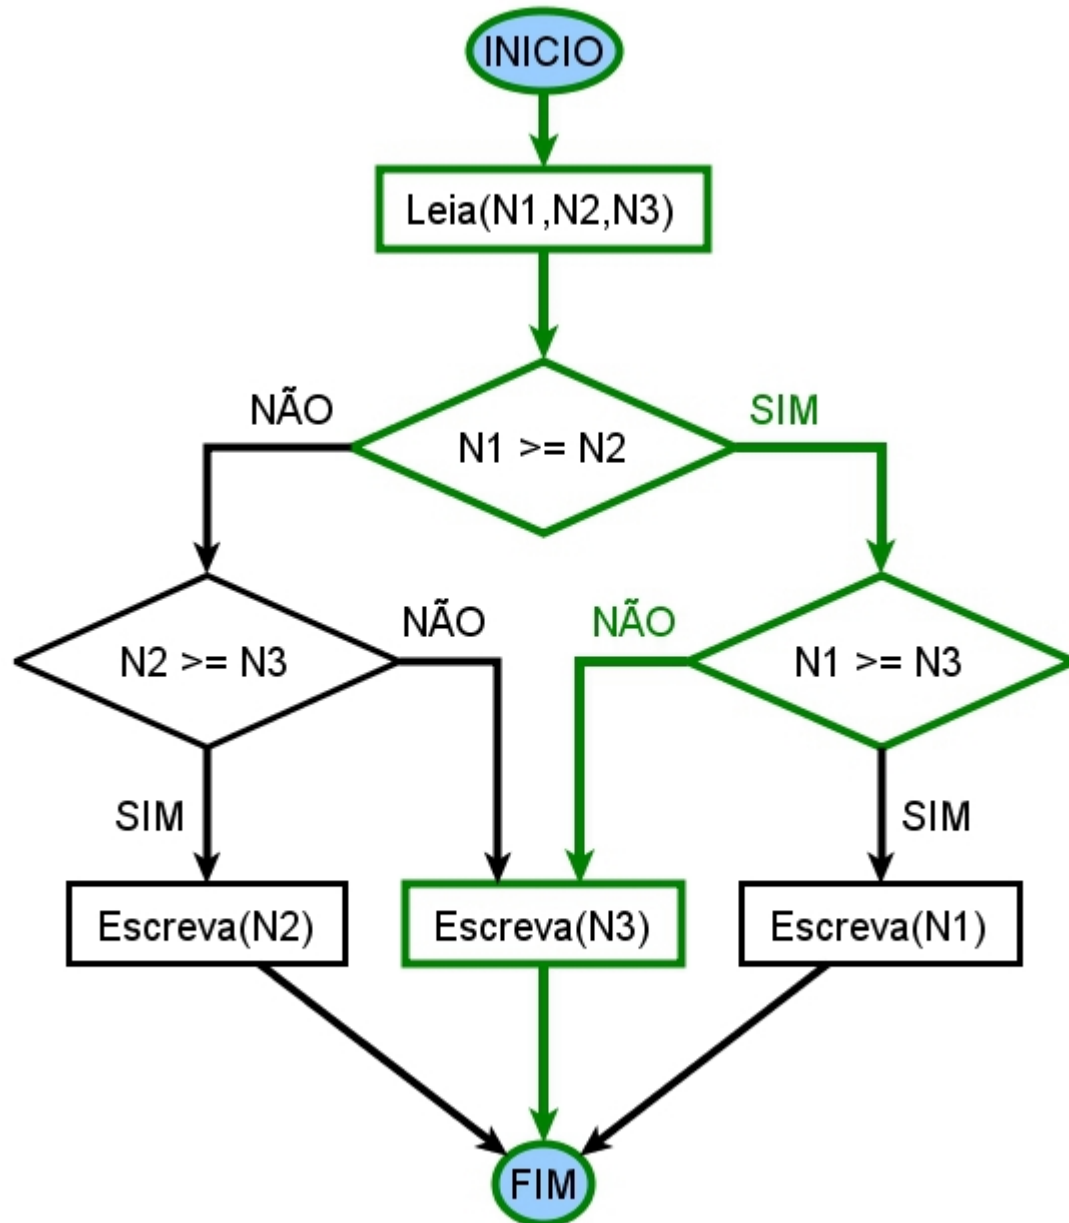 INICIO
Leia(N1,N2,N3)
NÃO
SIM
N1 >= N2
NÃO
NÃO
N2 >= N3
N1 >= N3
SIM
SIM
Escreva(N2)
Escreva(N3)
Escreva(N1)
FIM